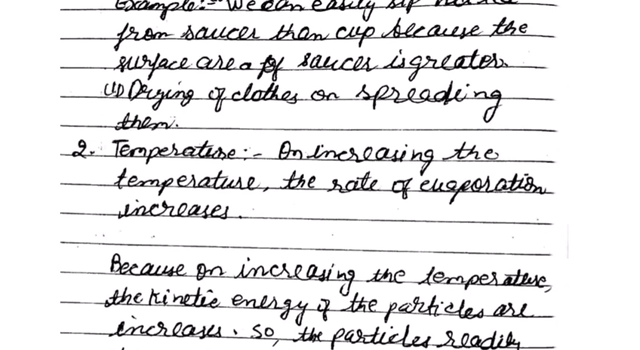 Example:- We can easily sip
from saucer than cup because the
surface area of saucer is greater.
(ii) Drying of clothes on spreading
them.
2. Temperature:- On increasing the
temperature, the rate of evaporation
increases.
Because on increasing the temperature,
the kinetic energy of the particles are
increases. So, the particles readily